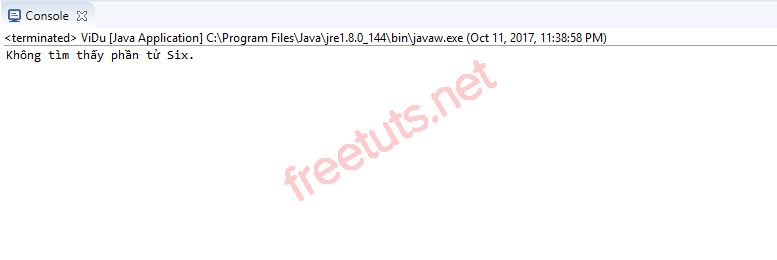 Console
<terminated> ViDu [Java Application] C:\Program Files\Java\jre1.8.0_144\bin\javaw.exe (Oct 11, 2017, 11:38:58 PM)
Không tìm thấy phần tử Six.
freetuts.net